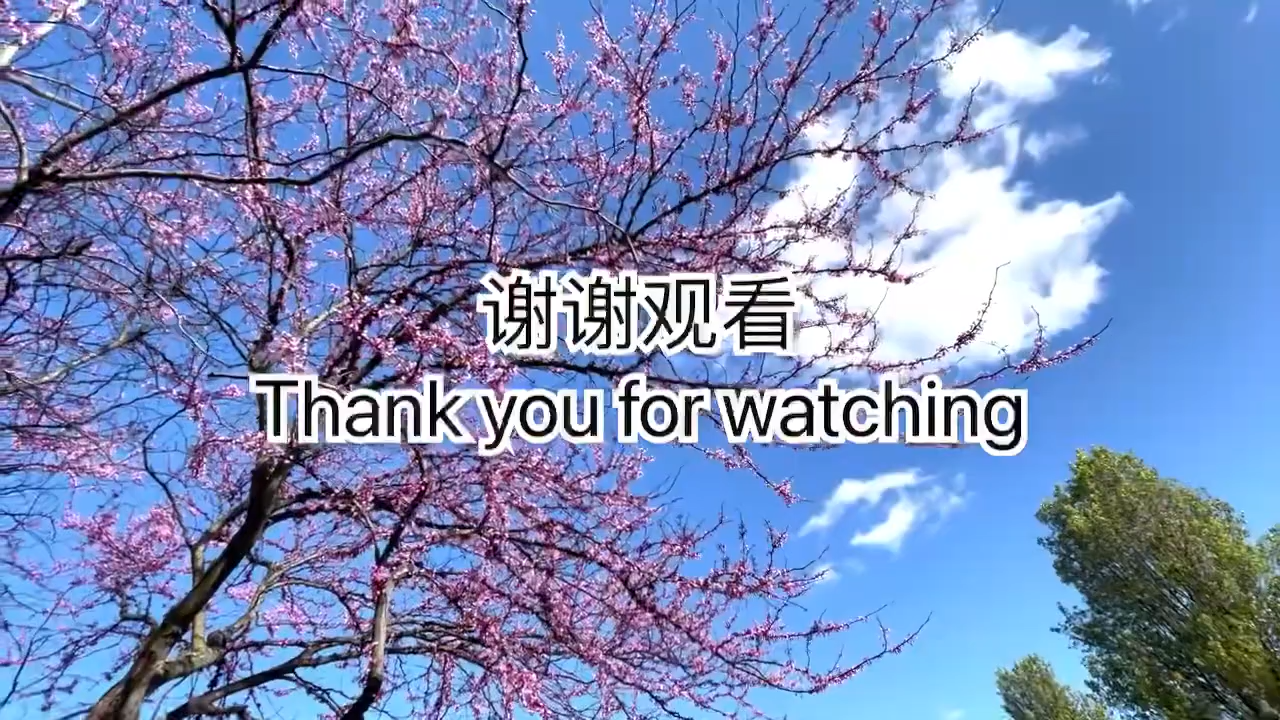 谢谢观看
Thank you for watching